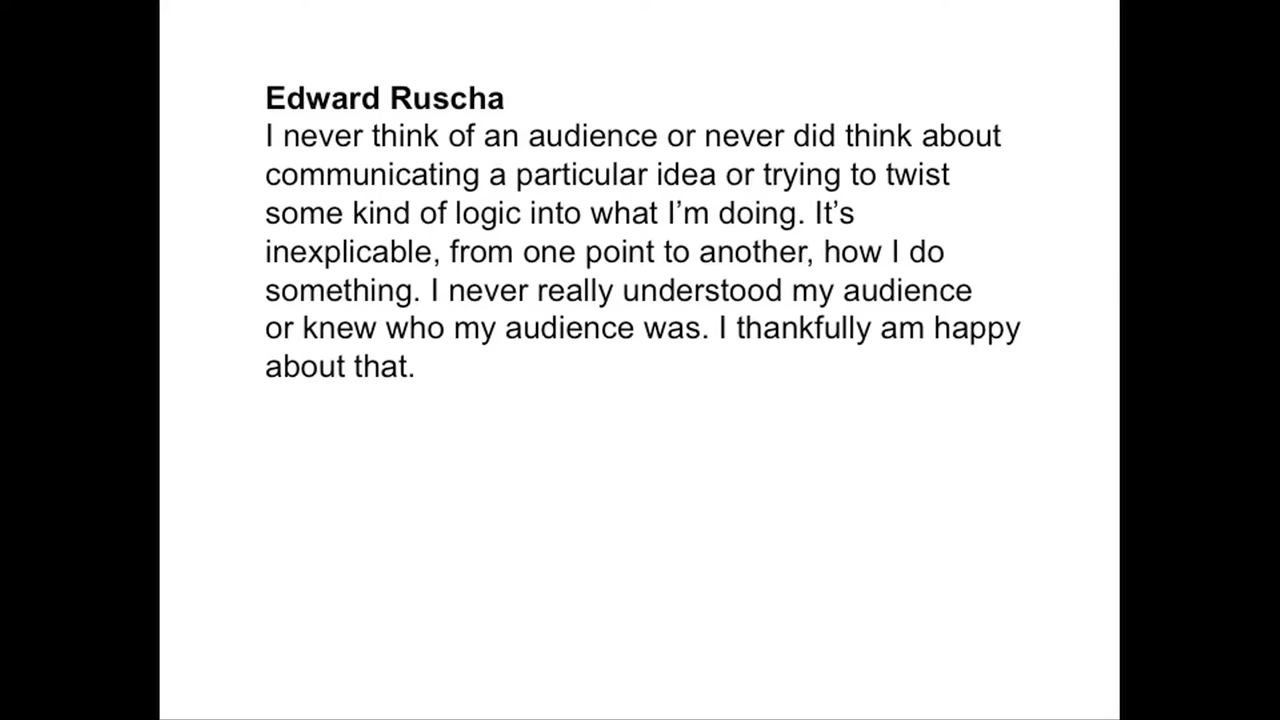 Edward Ruscha
I never think of an audience or never did think about
communicating a particular idea or trying to twist
some kind of logic into what I’m doing. It’s
inexplicable, from one point to another, how I do
something. I never really understood my audience
or knew who my audience was. I thankfully am happy
about that.